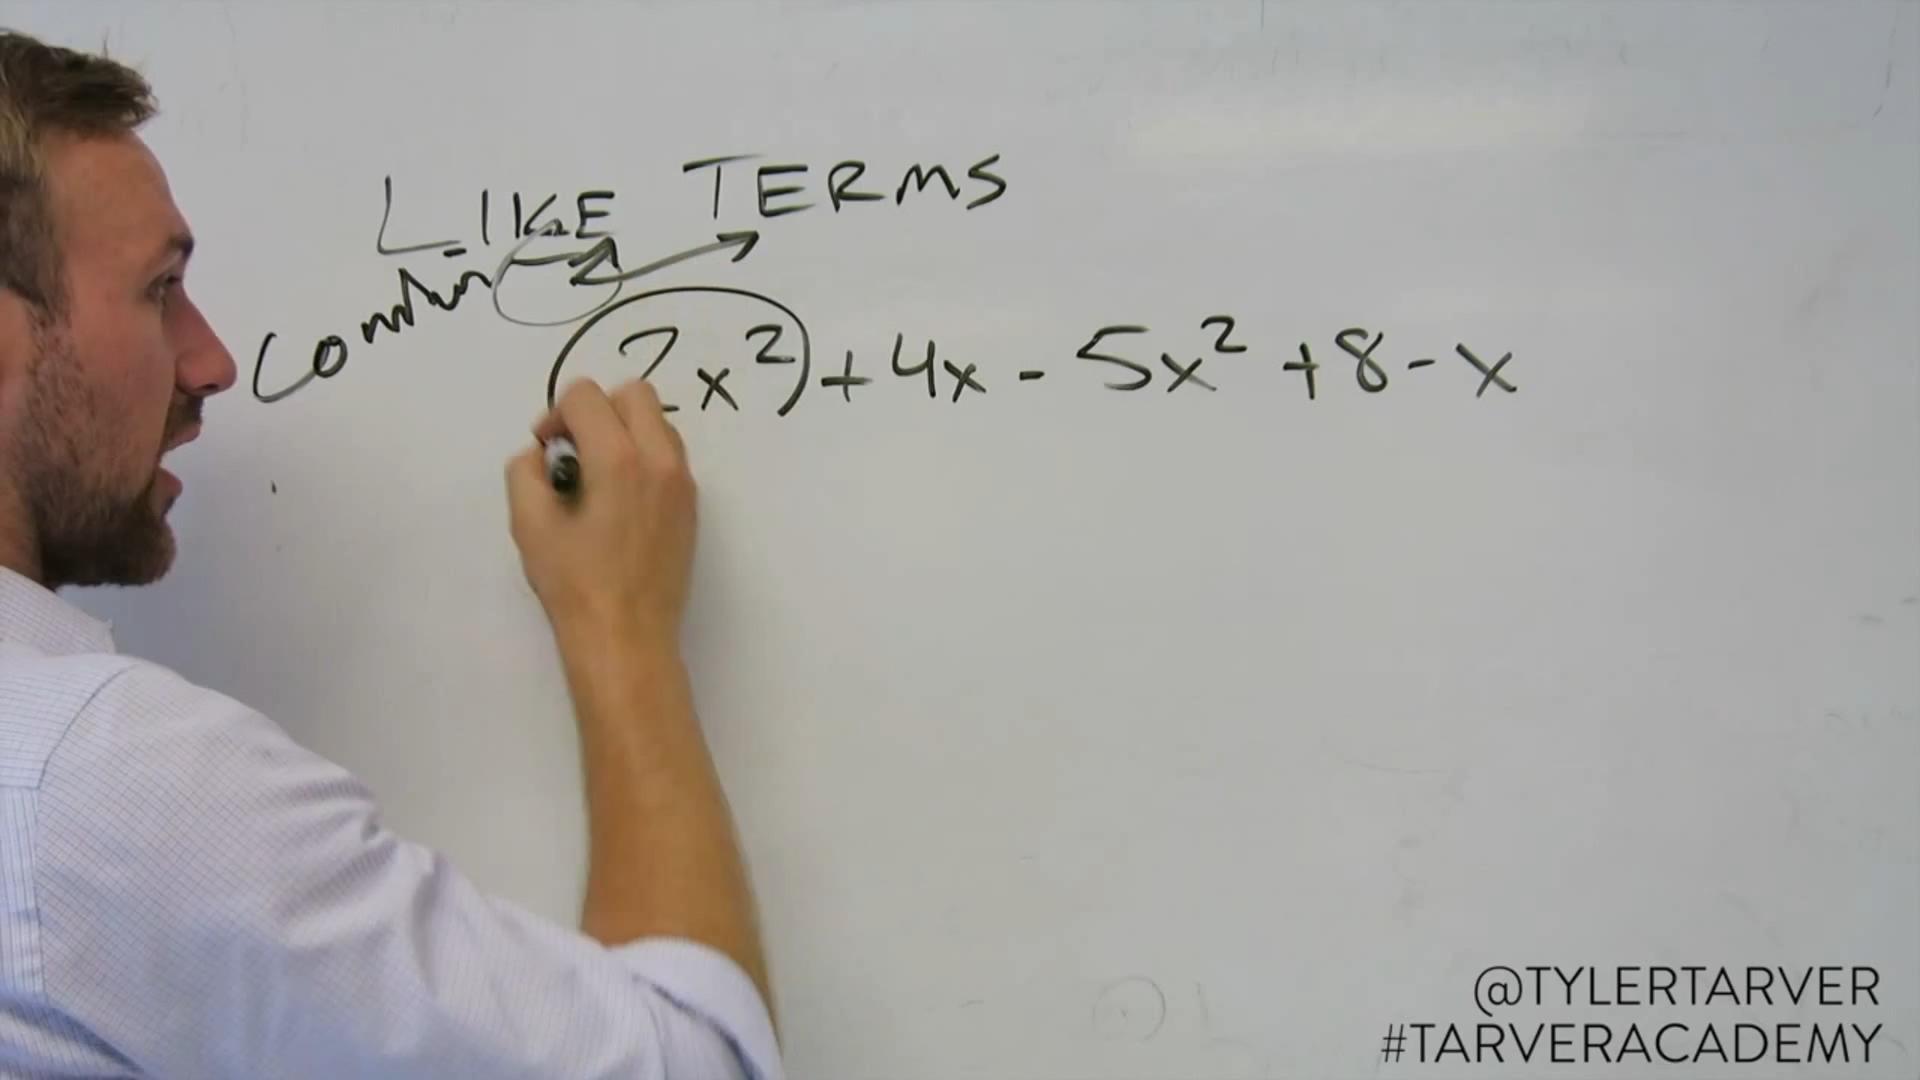 LIKE TERMS
2x² + 4x - 5x² + 8 - x
@TYLERTARVER
#TARVERACADEMY